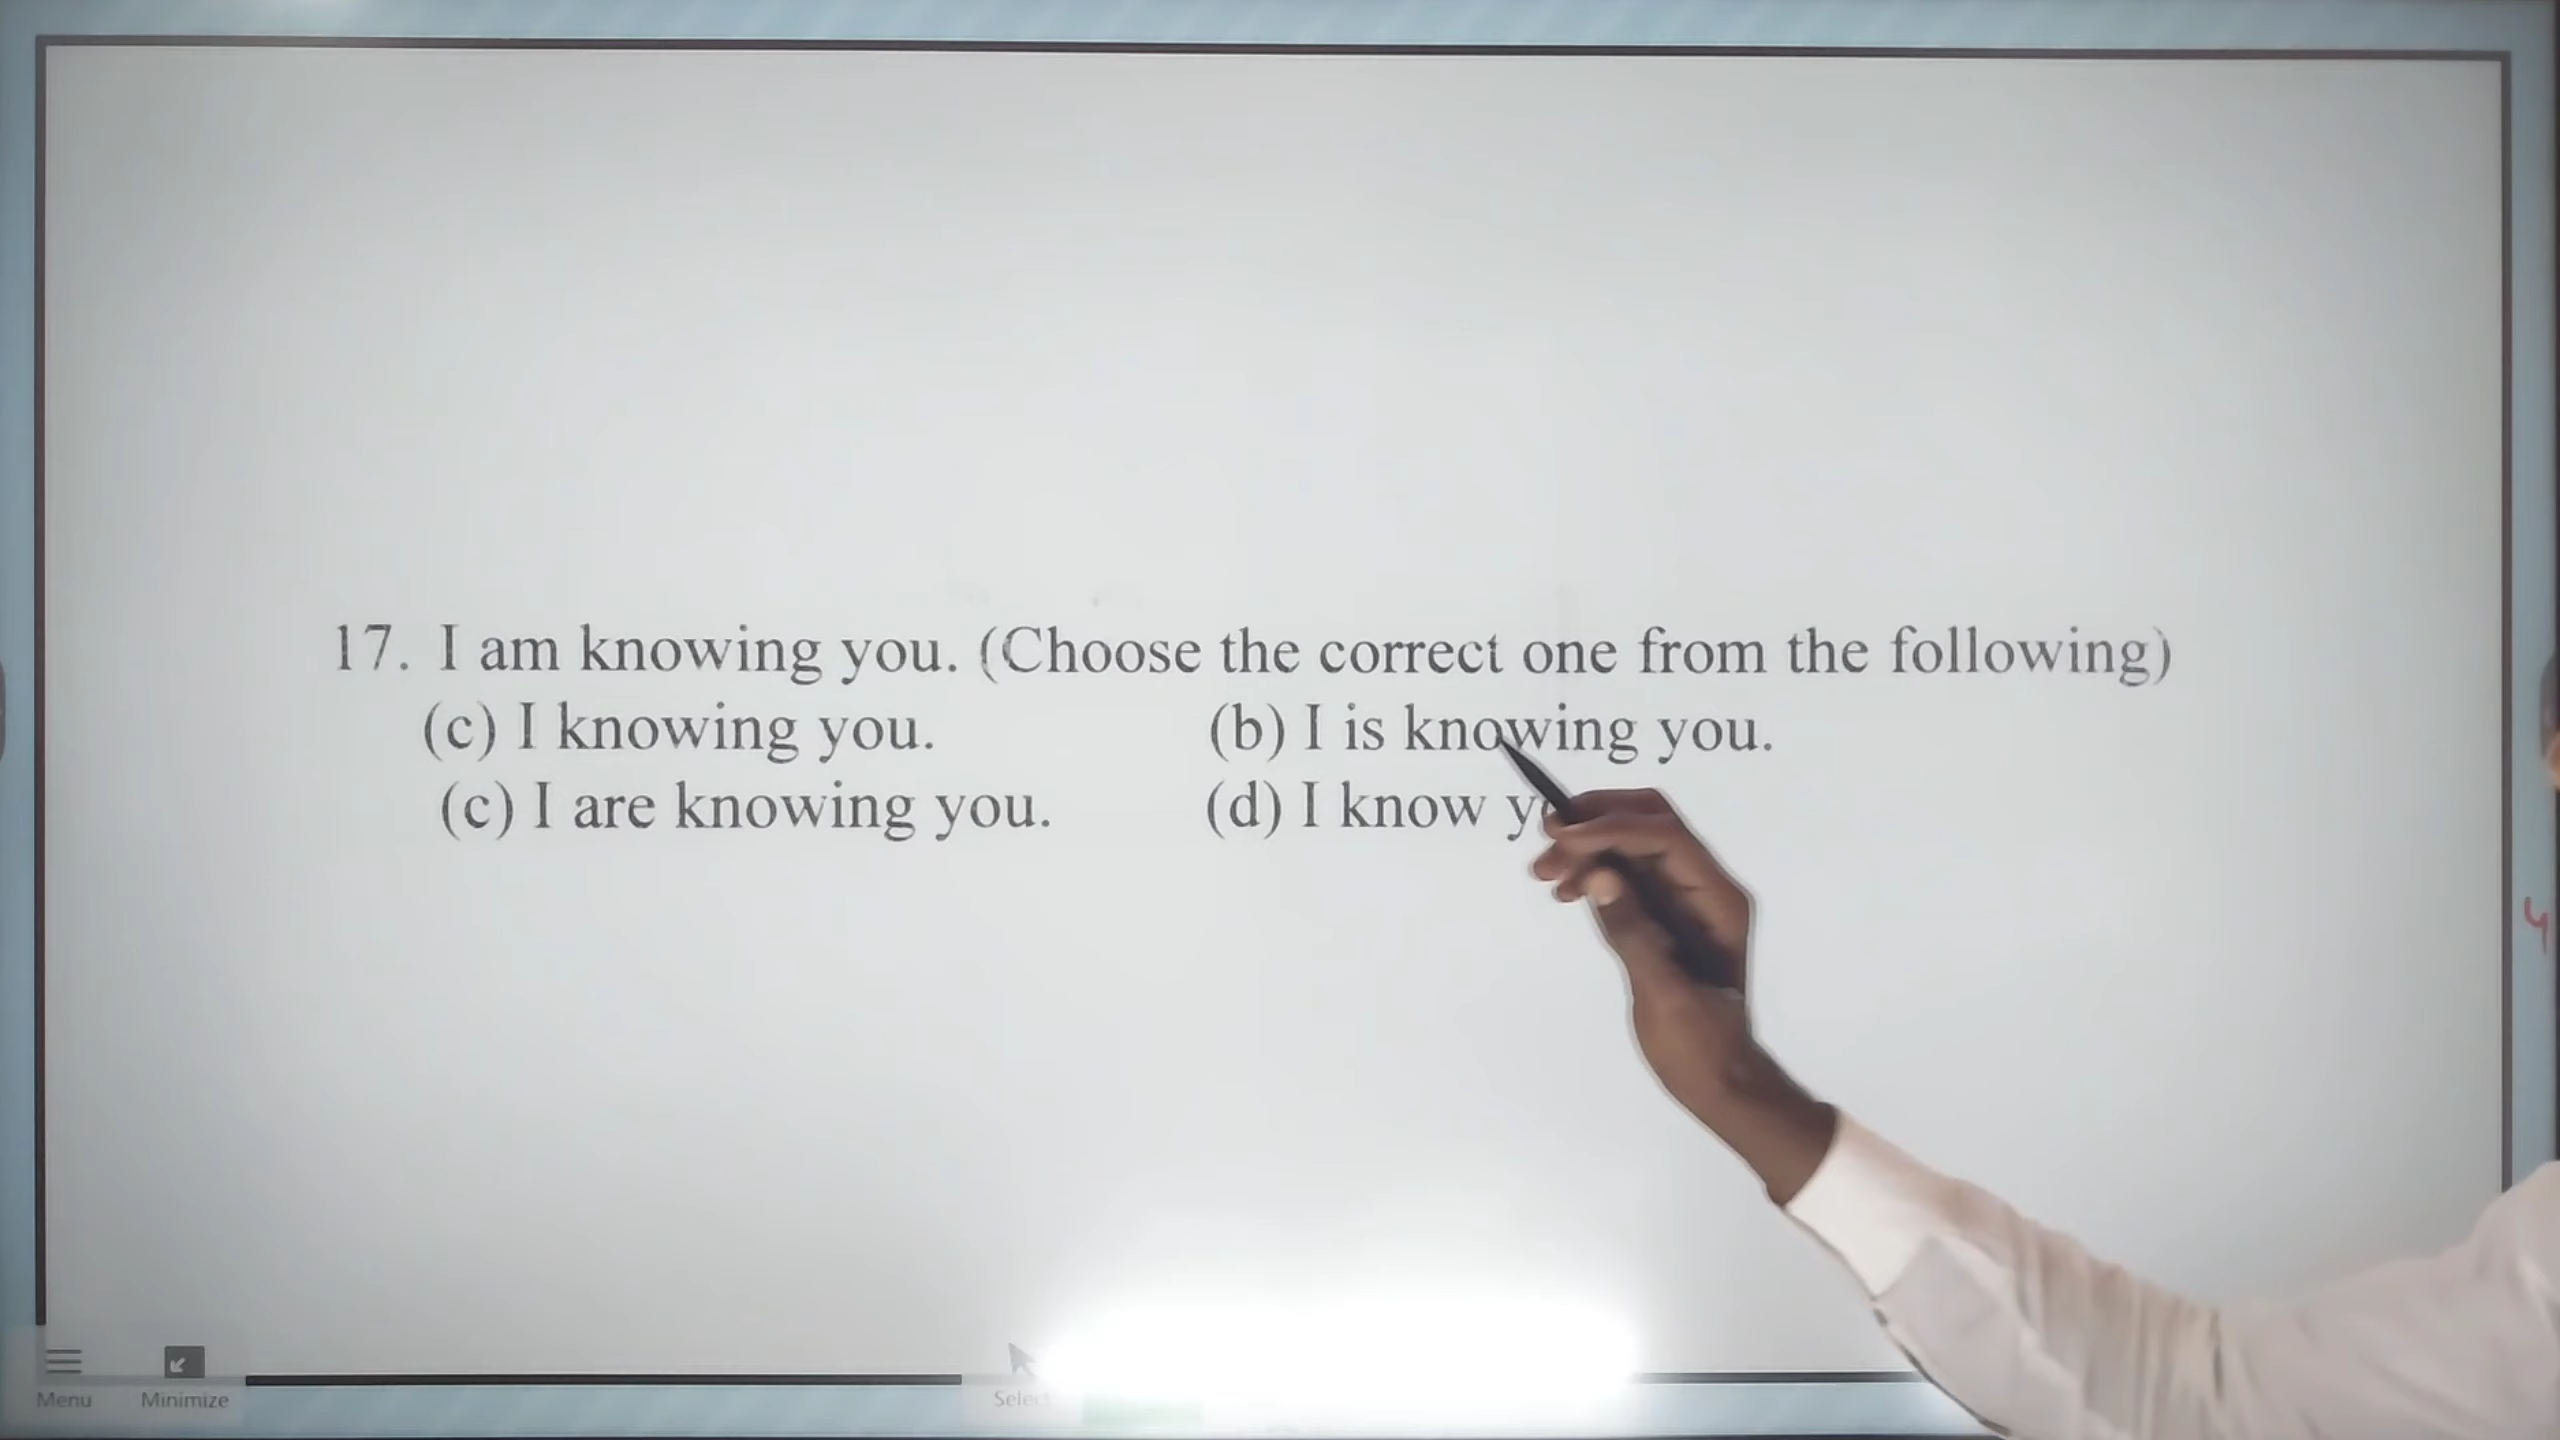 17. I am knowing you. (Choose the correct one from the following)
(c) I knowing you. (b) I is knowing you.
(c) I are knowing you. (d) I know
Menu Minimize Select